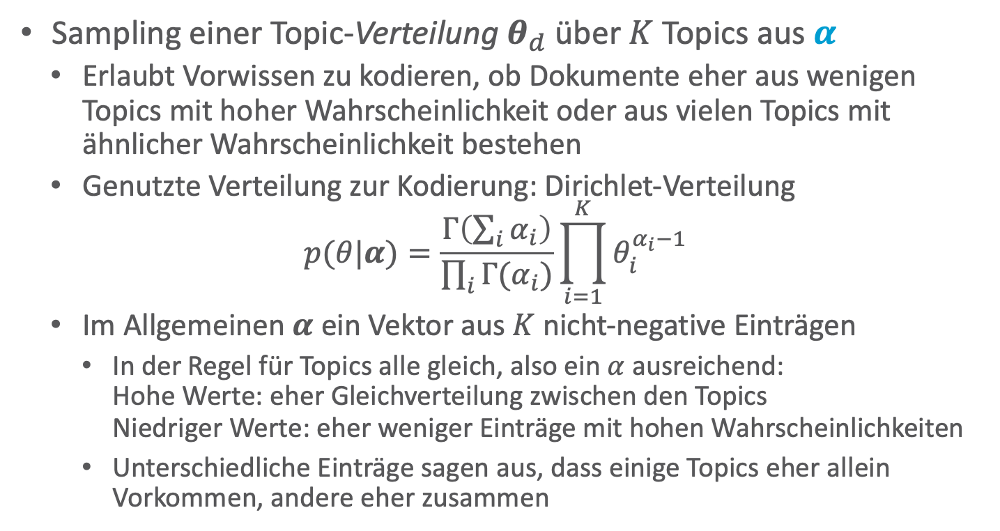 • Sampling einer Topic-Verteilung θ_d über K Topics aus α
• Erlaubt Vorwissen zu kodieren, ob Dokumente eher aus wenigen
Topics mit hoher Wahrscheinlichkeit oder aus vielen Topics mit
ähnlicher Wahrscheinlichkeit bestehen
• Genutzte Verteilung zur Kodierung: Dirichlet-Verteilung
p(θ|α) = Γ(∑_i α_i) / ∏_i Γ(α_i) ∏_{i=1}^{K} θ_i^{α_i−1}
• Im Allgemeinen α ein Vektor aus K nicht-negative Einträgen
• In der Regel für Topics alle gleich, also ein α ausreichend:
Hohe Werte: eher Gleichverteilung zwischen den Topics
Niedriger Werte: eher weniger Einträge mit hohen Wahrscheinlichkeiten
• Unterschiedliche Einträge sagen aus, dass einige Topics eher allein
Vorkommen, andere eher zusammen